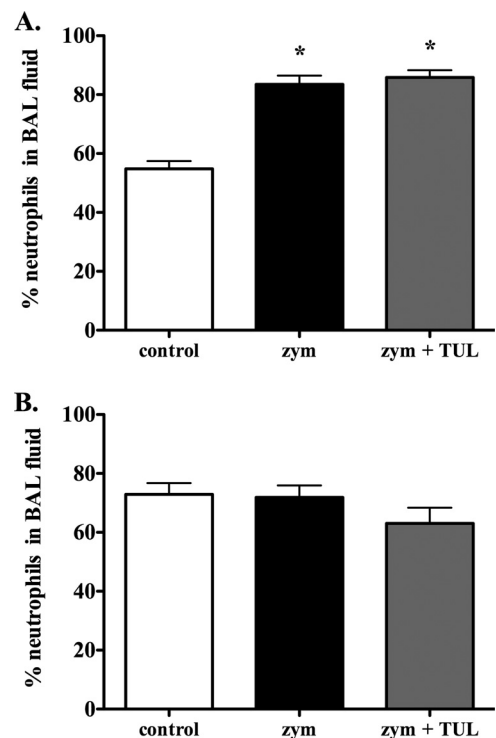 A.
% neutrophils in BAL fluid
100
80
60
40
20
0
* *
control zym zym + TUL
B.
% neutrophils in BAL fluid
100
80
60
40
20
0
control zym zym + TUL